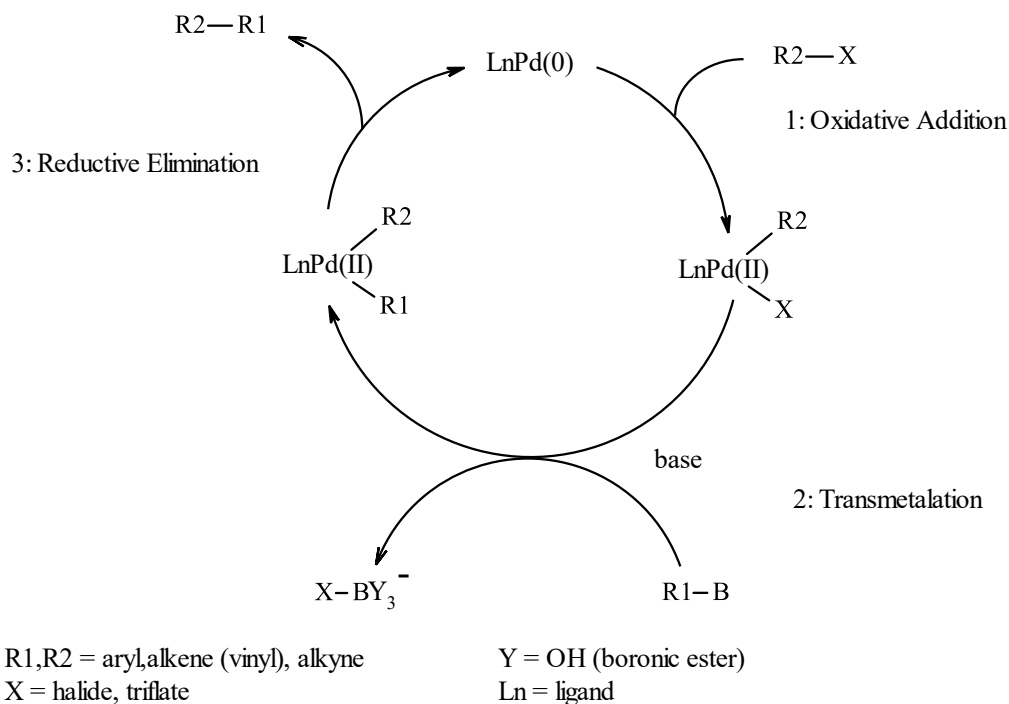 R2—R1
LnPd(0)
R2—X
1: Oxidative Addition
3: Reductive Elimination
R2
LnPd(II)
R1
R2
LnPd(II)
X
base
2: Transmetalation
X–BY₃⁻
R1–B
R1,R2 = aryl,alkene (vinyl), alkyne
Y = OH (boronic ester)
X = halide, triflate
Ln = ligand